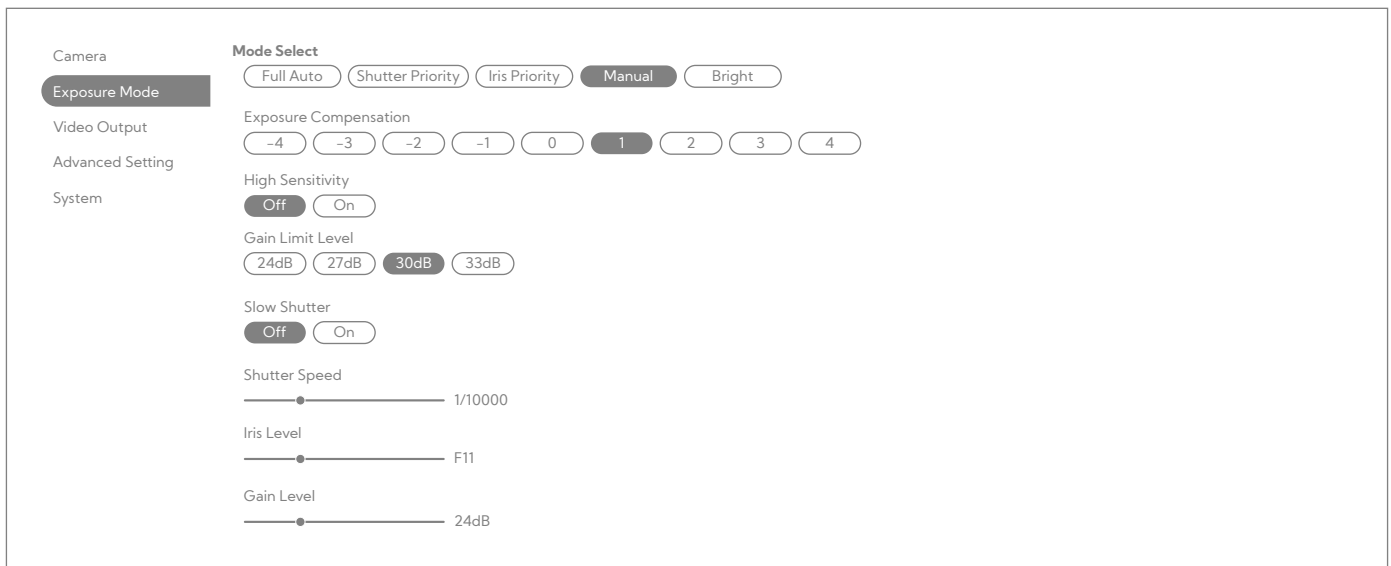 Camera
Exposure Mode
Video Output
Advanced Setting
System
Mode Select
Full Auto Shutter Priority Iris Priority Manual Bright
Exposure Compensation
-4 -3 -2 -1 0 1 2 3 4
High Sensitivity
Off On
Gain Limit Level
24dB 27dB 30dB 33dB
Slow Shutter
Off On
Shutter Speed
1/10000
Iris Level
F11
Gain Level
24dB